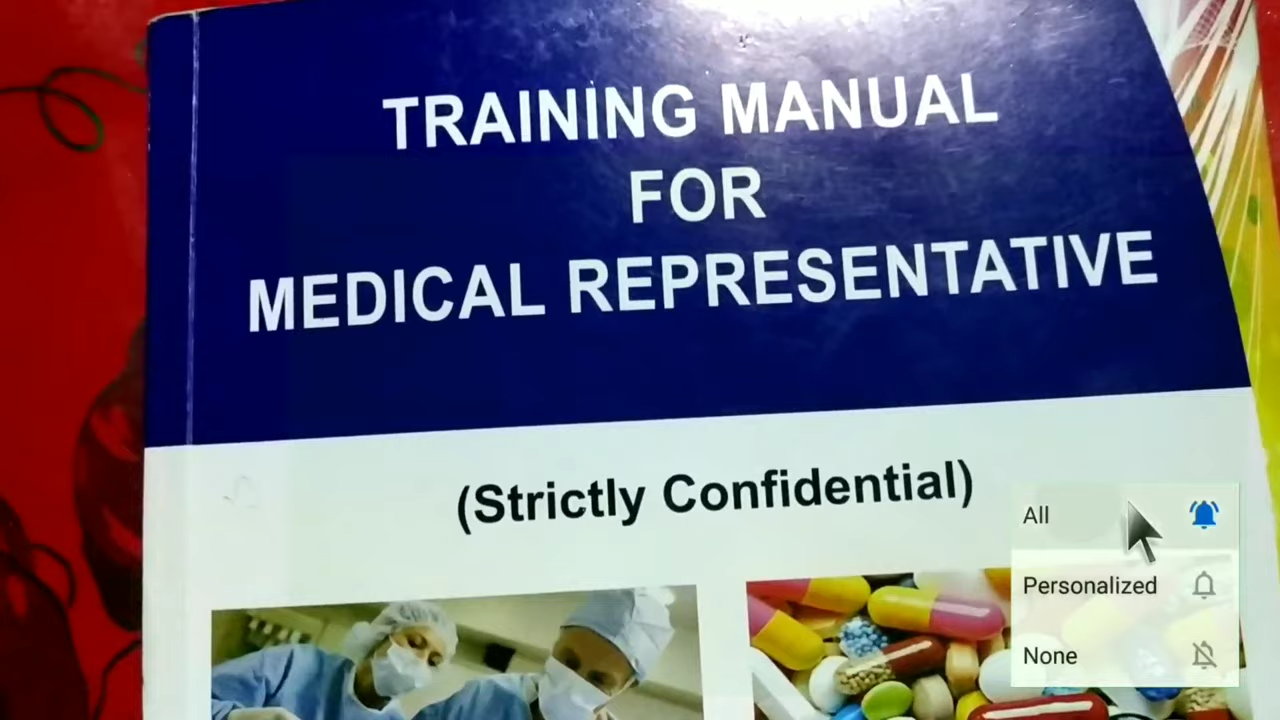 TRAINING MANUAL
FOR
MEDICAL REPRESENTATIVE
(Strictly Confidential)
All
Personalized
None